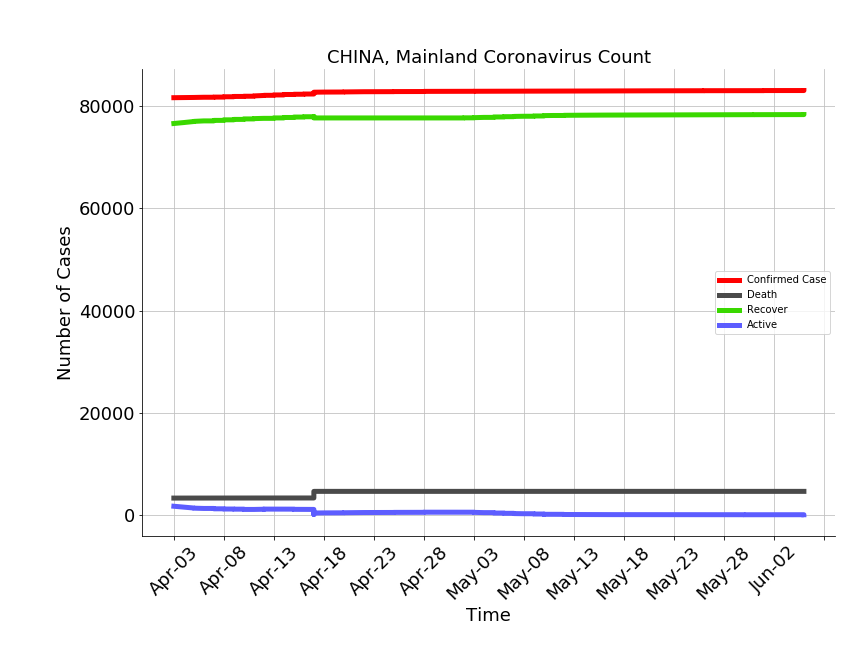 CHINA, Mainland Coronavirus Count
80000
60000
40000
20000
0
Number of Cases
Confirmed Case
Death
Recover
Active
Apr-03
Apr-08
Apr-13
Apr-18
Apr-23
Apr-28
May-03
May-08
May-13
May-18
May-23
May-28
Jun-02
Time